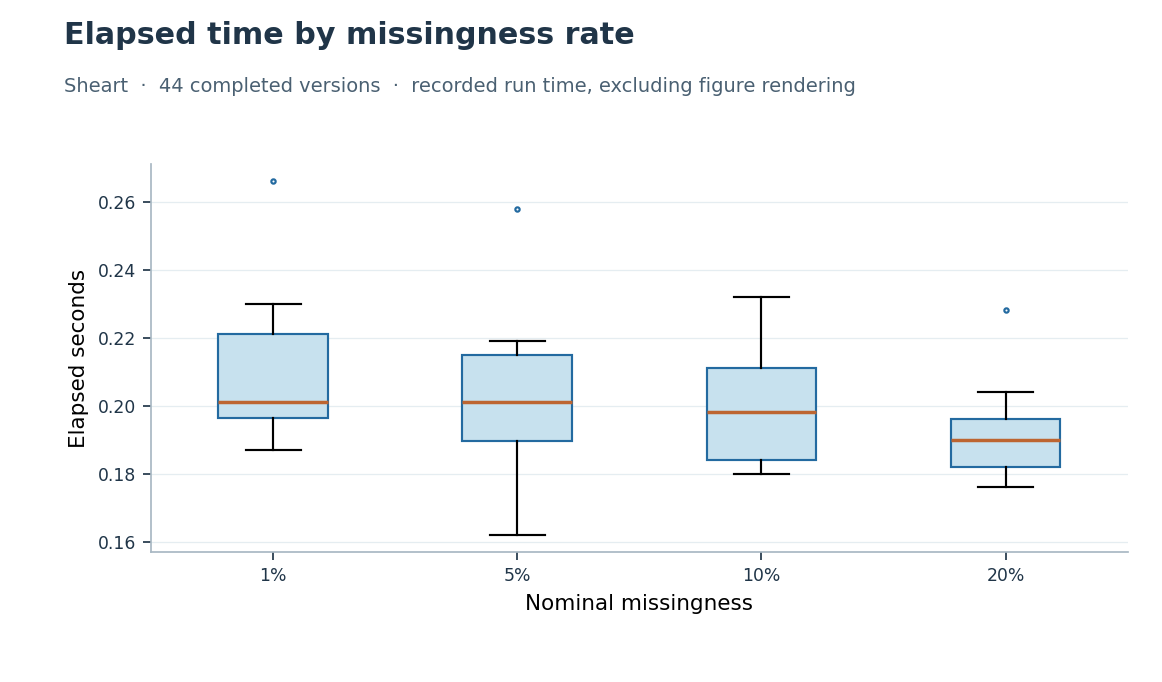 Elapsed time by missingness rate
Sheart · 44 completed versions · recorded run time, excluding figure rendering
Elapsed seconds
0.26
0.24
0.22
0.20
0.18
0.16
1% 5% 10% 20%
Nominal missingness